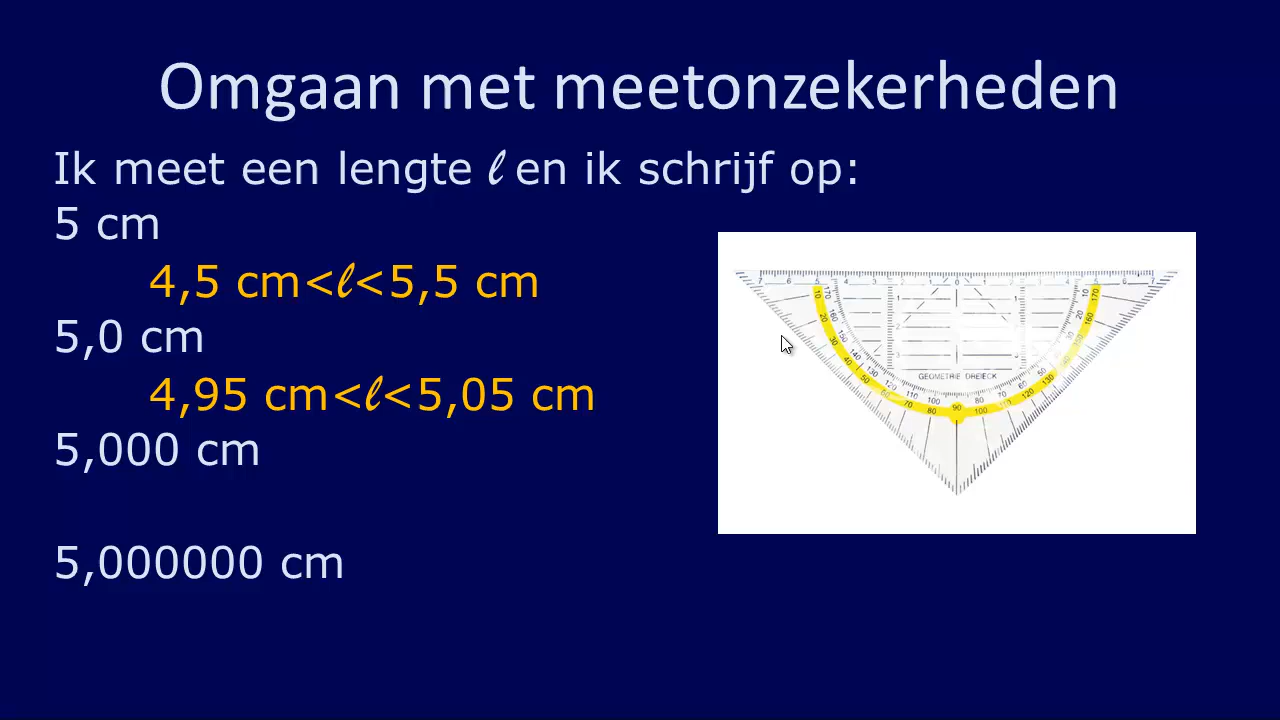 Omgaan met meetonzekerheden
Ik meet een lengte ℓ en ik schrijf op:
5 cm
4,5 cm<ℓ<5,5 cm
5,0 cm
4,95 cm<ℓ<5,05 cm
5,000 cm
5,000000 cm
GEOMETRIE DREIECK